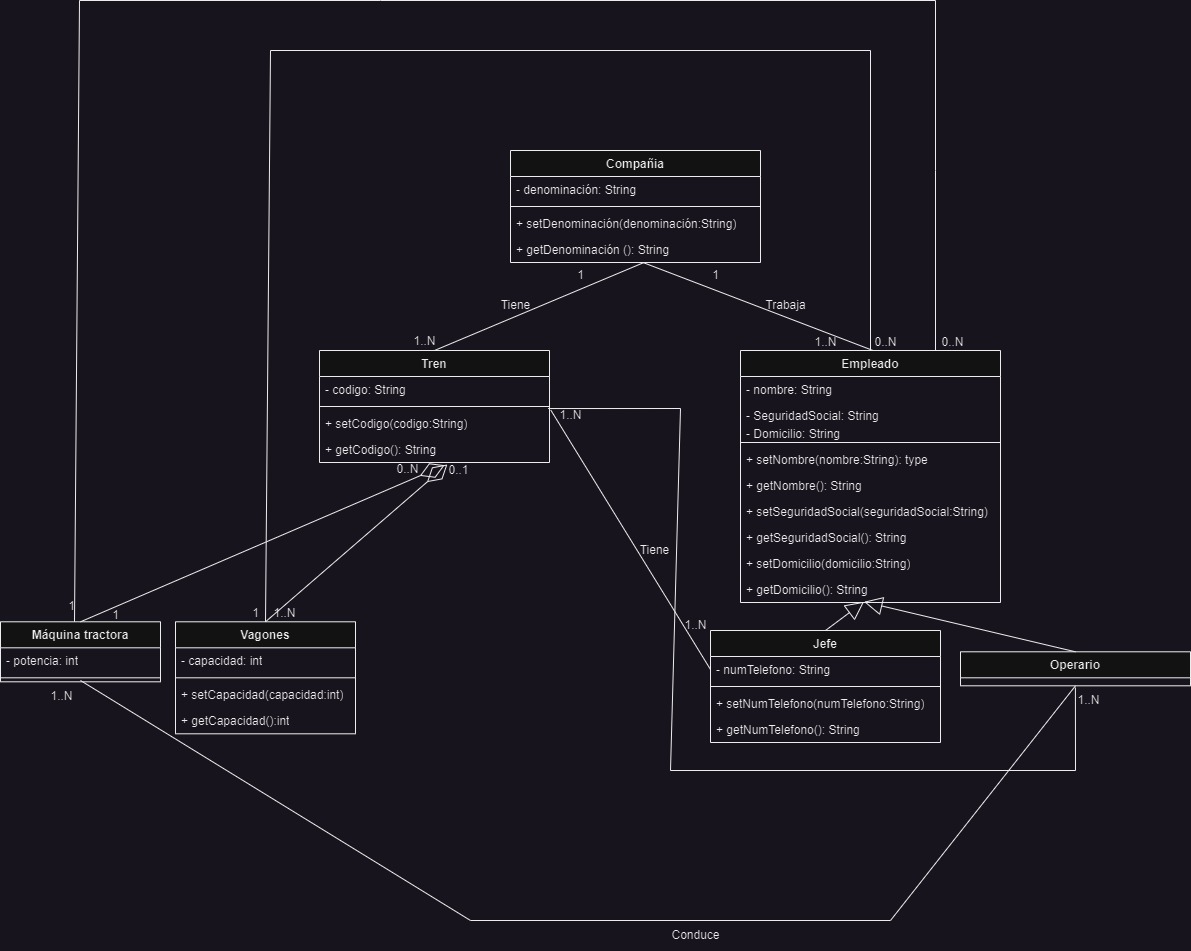 Compañia
- denominación: String
+ setDenominación(denominación:String)
+ getDenominación (): String
1
1
Tiene
Trabaja
1..N
1..N
0..N
0..N
Tren
- codigo: String
+ setCodigo(codigo:String)
+ getCodigo(): String
Empleado
- nombre: String
- SeguridadSocial: String
- Domicilio: String
+ setNombre(nombre:String): type
+ getNombre(): String
+ setSeguridadSocial(seguridadSocial:String)
+ getSeguridadSocial(): String
+ setDomicilio(domicilio:String)
+ getDomicilio(): String
1..N
0..N
0..1
Tiene
1
1
1
1..N
1..N
Máquina tractora
- potencia: int
1..N
Vagones
- capacidad: int
+ setCapacidad(capacidad:int)
+ getCapacidad():int
Jefe
- numTelefono: String
+ setNumTelefono(numTelefono:String)
+ getNumTelefono(): String
Operario
1..N
Conduce